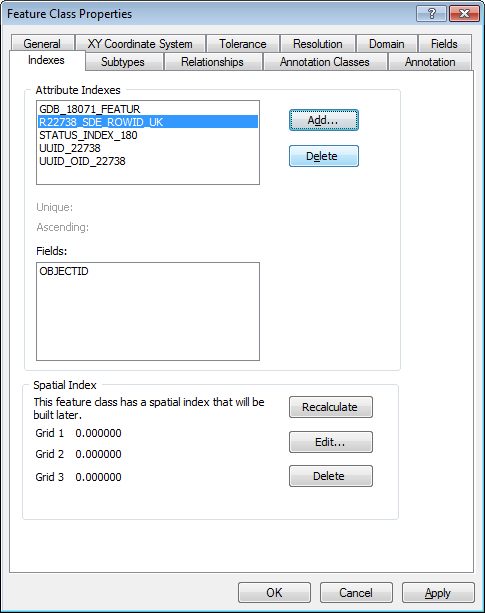 Feature Class Properties
?
General XY Coordinate System Tolerance Resolution Domain Fields
Indexes Subtypes Relationships Annotation Classes Annotation
Attribute Indexes
GDB_18071_FEATUR
R22738_SDE_ROWID_UK
STATUS_INDEX_180
UUID_22738
UUID_OID_22738
Add...
Delete
Unique:
Ascending:
Fields:
OBJECTID
Spatial Index
This feature class has a spatial index that will be
built later.
Recalculate
Grid 1 0.000000
Edit...
Grid 2 0.000000
Grid 3 0.000000
Delete
OK Cancel Apply